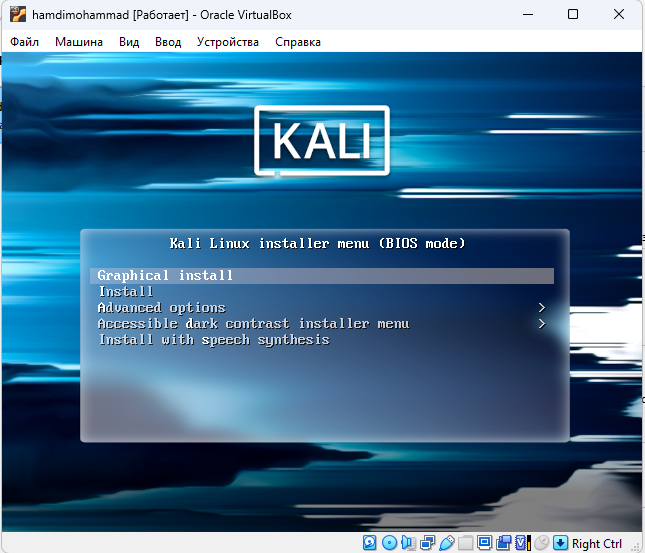 hamdimohammad [Работает] - Oracle VirtualBox
Файл Машина Вид Ввод Устройства Справка
KALI
Kali Linux installer menu (BIOS mode)
Graphical install
Install
Advanced options >
Accessible dark contrast installer menu >
Install with speech synthesis
Right Ctrl